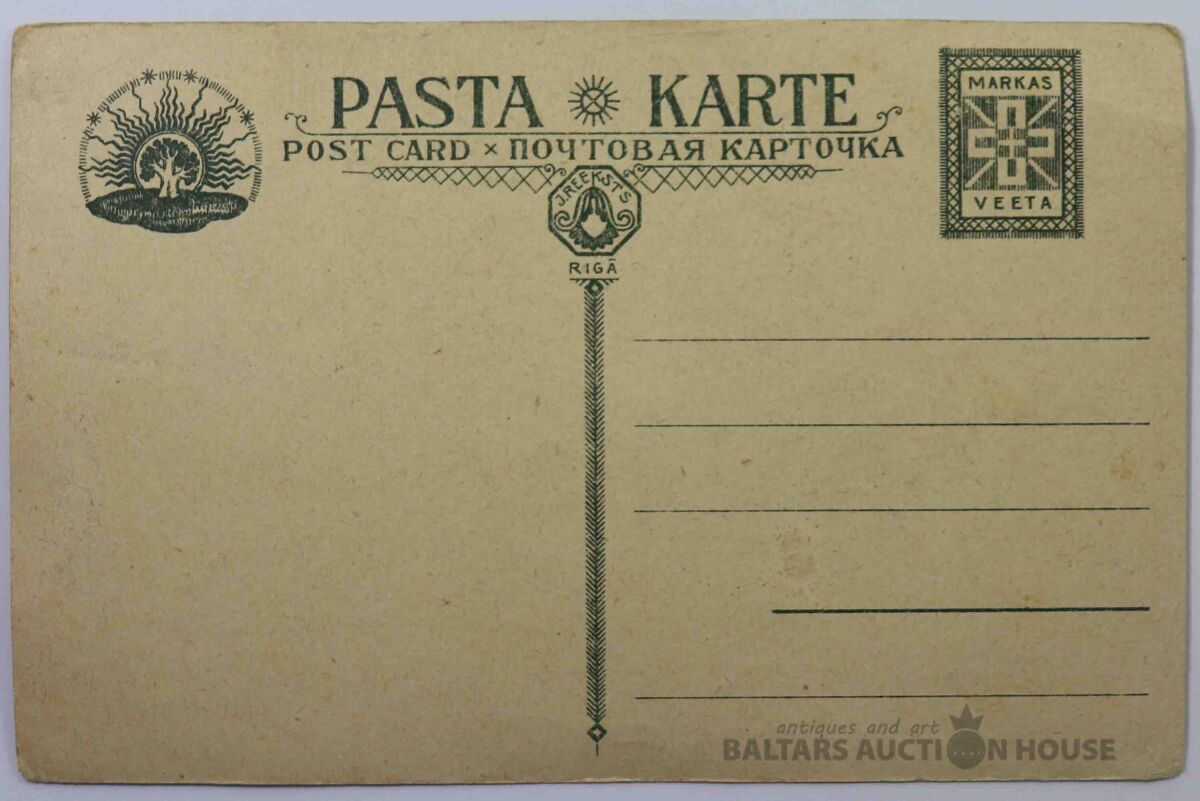 PASTA KARTE
POST CARD × ПОЧТОВАЯ КАРТОЧКА
MARKAS
VEETA
J.REEKSTS
RIGĀ
antiques and art
BALTARS AUCTION HOUSE